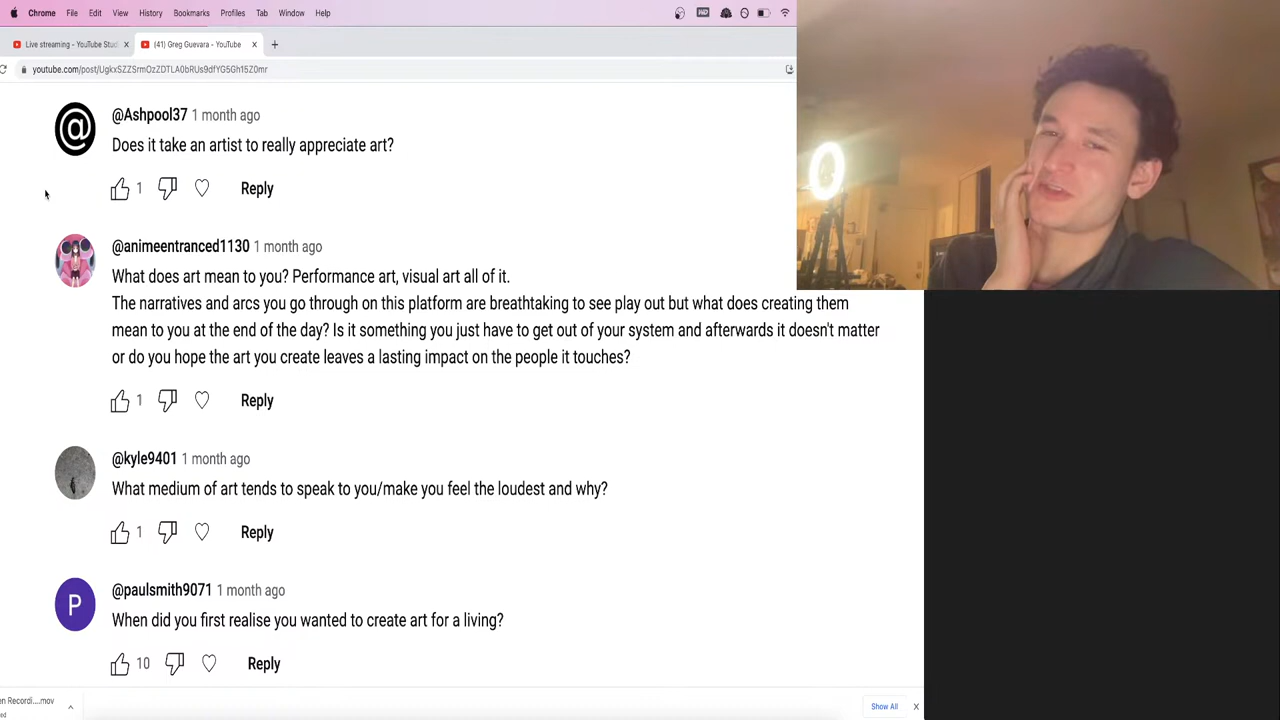 Chrome File Edit View History Bookmarks Profiles Tab Window Help
Live streaming - YouTube Stud
(41) Greg Guevara - YouTube
@Ashpool37 1 month ago
Does it take an artist to really appreciate art?
1 Reply
@animeentranced1130 1 month ago
What does art mean to you? Performance art, visual art all of it.
The narratives and arcs you go through on this platform are breathtaking to see play out but what does creating them
mean to you at the end of the day? Is it something you just have to get out of your system and afterwards it doesn't matter
or do you hope the art you create leaves a lasting impact on the people it touches?
1 Reply
@kyle9401 1 month ago
What medium of art tends to speak to you/make you feel the loudest and why?
1 Reply
P
@paulsmith9071 1 month ago
When did you first realise you wanted to create art for a living?
10 Reply
en Recordi....mov
Show All